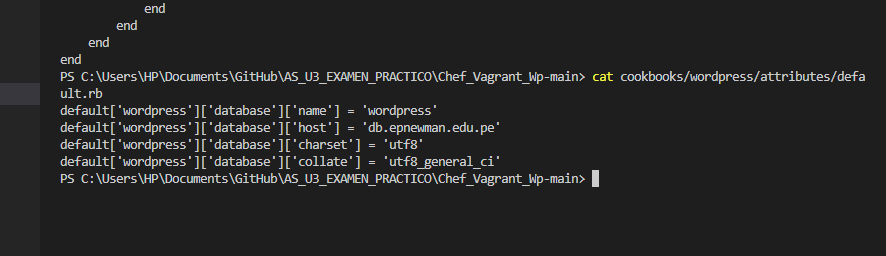 end
end
end
end
PS C:\Users\HP\Documents\GitHub\AS_U3_EXAMEN_PRACTICO\Chef_Vagrant_Wp-main> cat cookbooks/wordpress/attributes/defa
ult.rb
default['wordpress']['database']['name'] = 'wordpress'
default['wordpress']['database']['host'] = 'db.epnewman.edu.pe'
default['wordpress']['database']['charset'] = 'utf8'
default['wordpress']['database']['collate'] = 'utf8_general_ci'
PS C:\Users\HP\Documents\GitHub\AS_U3_EXAMEN_PRACTICO\Chef_Vagrant_Wp-main>